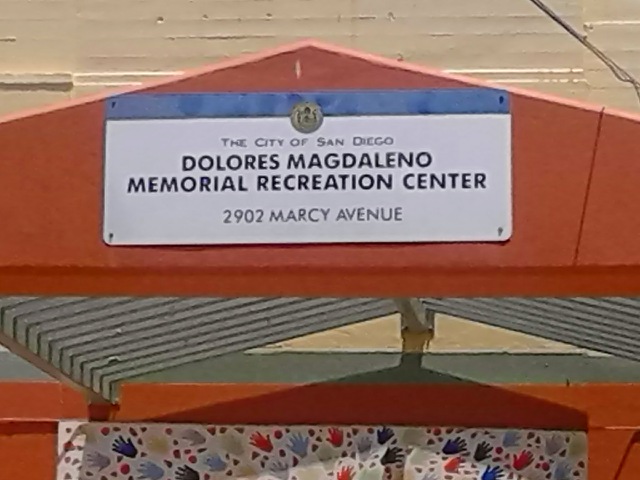 THE CITY OF SAN DIEGO
DOLORES MAGDALENO
MEMORIAL RECREATION CENTER
2902 MARCY AVENUE